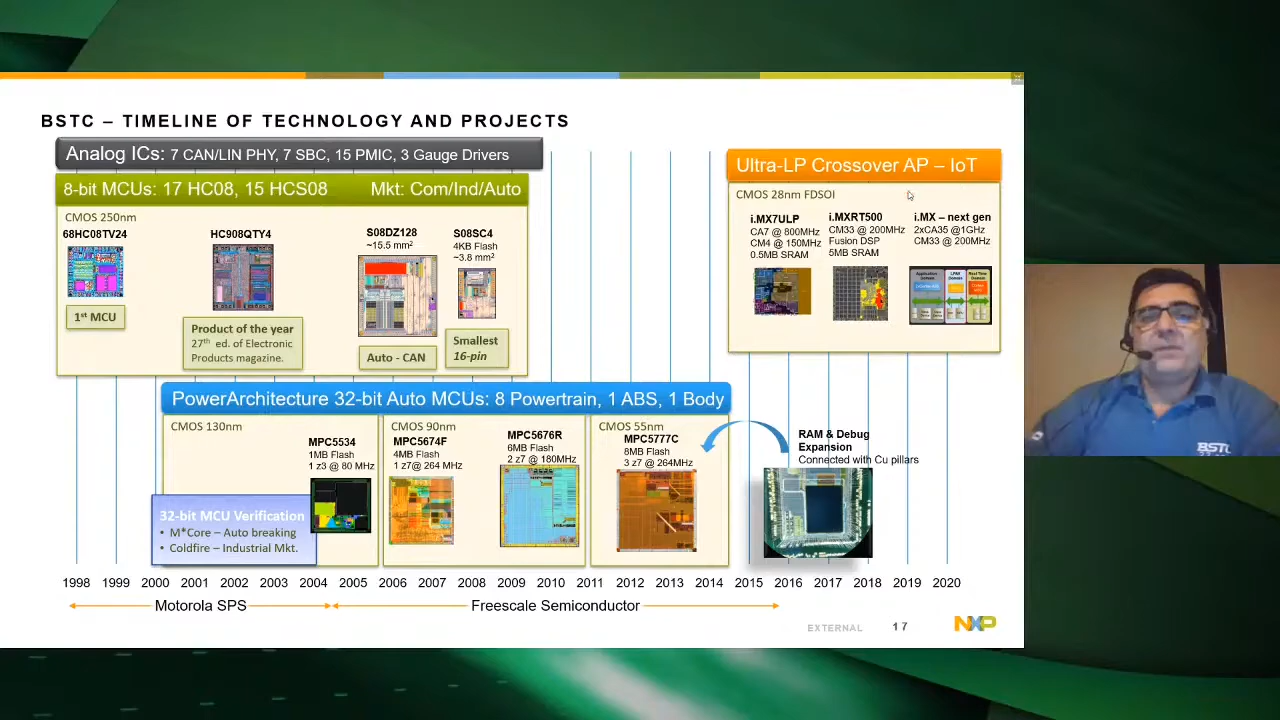 BSTC – TIMELINE OF TECHNOLOGY AND PROJECTS
Analog ICs: 7 CAN/LIN PHY, 7 SBC, 15 PMIC, 3 Gauge Drivers
8-bit MCUs: 17 HC08, 15 HCS08 Mkt: Com/Ind/Auto
CMOS 250nm
68HC08TV24
1st MCU
HC908QTY4
Product of the year
27th ed. of Electronic
Products magazine.
S08DZ128
~15.5 mm²
Auto - CAN
S08SC4
4KB Flash
~3.8 mm²
Smallest
16-pin
Ultra-LP Crossover AP – IoT
CMOS 28nm FDSOI
i.MX7ULP
CA7 @ 800MHz
CM4 @ 150MHz
0.5MB SRAM
i.MXRT500
CM33 @ 200MHz
Fusion DSP
5MB SRAM
i.MX – next gen
2xCA35 @1GHz
CM33 @ 200MHz
PowerArchitecture 32-bit Auto MCUs: 8 Powertrain, 1 ABS, 1 Body
CMOS 130nm
MPC5534
1MB Flash
1 z3 @ 80 MHz
32-bit MCU Verification
• M*Core – Auto breaking
• Coldfire – Industrial Mkt.
CMOS 90nm
MPC5674F
4MB Flash
1 z7@ 264 MHz
MPC5676R
6MB Flash
2 z7 @ 180MHz
CMOS 55nm
MPC5777C
8MB Flash
3 z7 @ 264MHz
RAM & Debug
Expansion
Connected with Cu pillars
1998 1999 2000 2001 2002 2003 2004 2005 2006 2007 2008 2009 2010 2011 2012 2013 2014 2015 2016 2017 2018 2019 2020
Motorola SPS
Freescale Semiconductor
EXTERNAL
17
NXP
BSTC